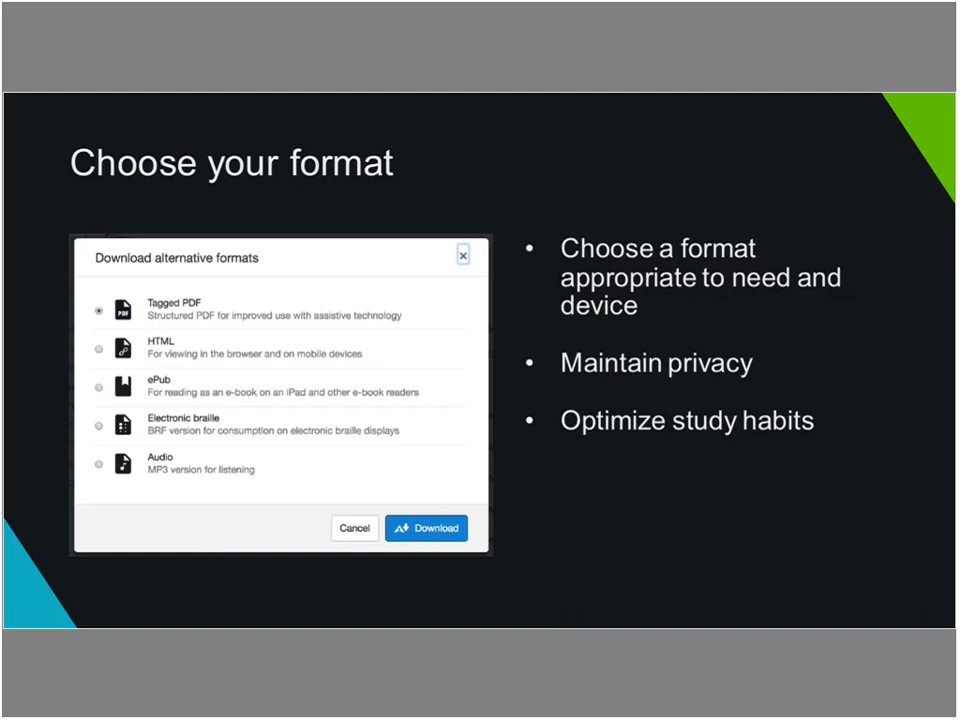 Choose your format
Download alternative formats
Tagged PDF
Structured PDF for improved use with assistive technology
HTML
For viewing in the browser and on mobile devices
ePub
For reading as an e-book on an iPad and other e-book readers
Electronic braille
BRF version for consumption on electronic braille displays
Audio
MP3 version for listening
Cancel
Download
• Choose a format
appropriate to need and
device
• Maintain privacy
• Optimize study habits